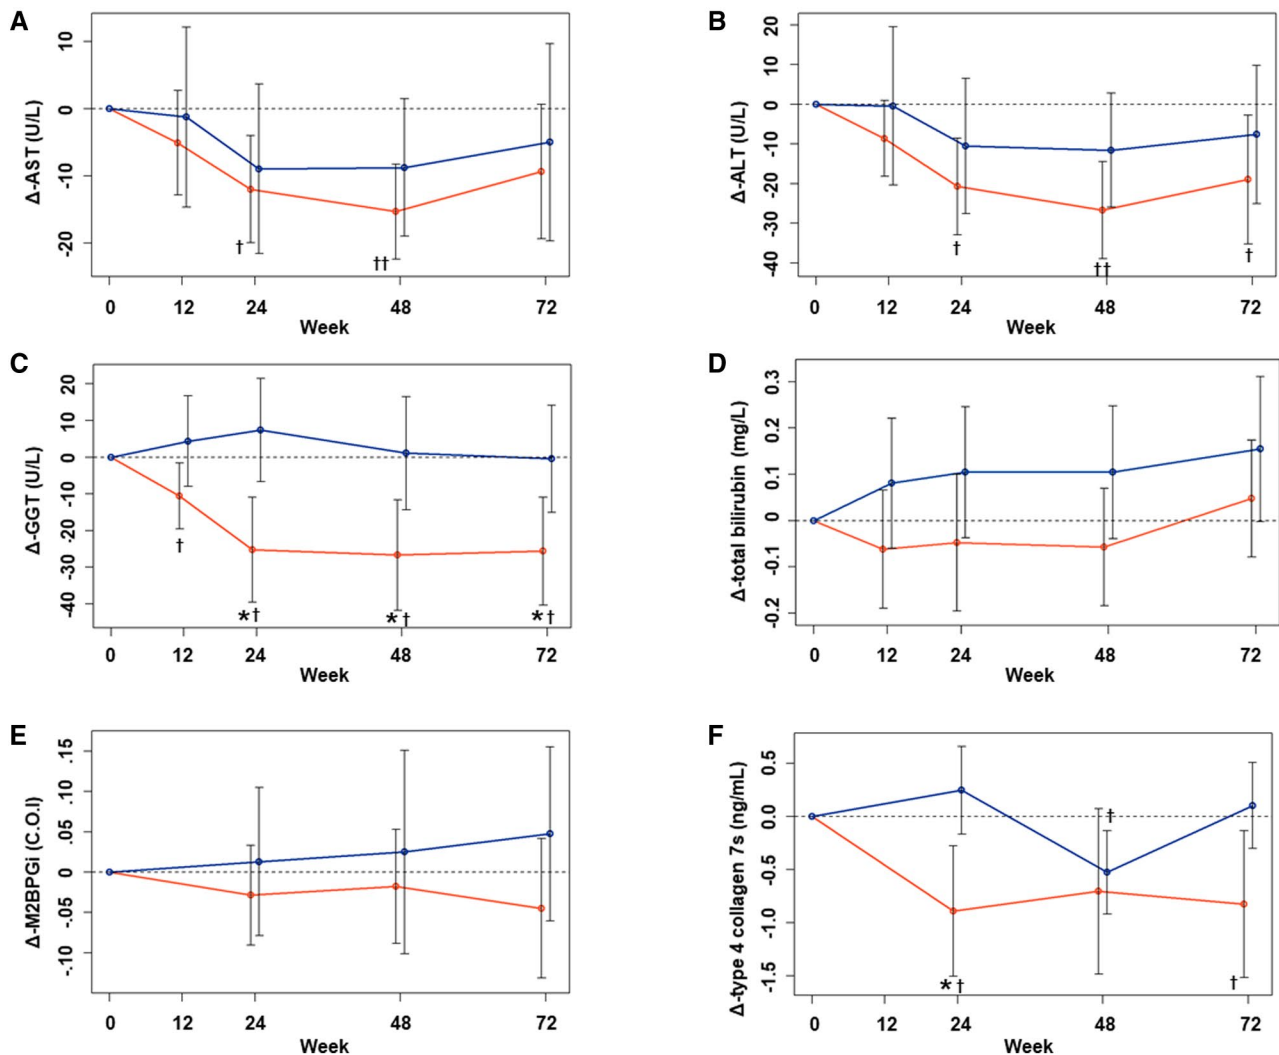 A
Δ-AST (U/L)
10
0
-10
-20
†
††
0 12 24 48 72
Week
B
Δ-ALT (U/L)
20
10
0
-10
-20
-30
-40
†
††
†
0 12 24 48 72
Week
C
Δ-GGT (U/L)
20
10
0
-10
-20
-30
-40
†
*†
*†
*†
0 12 24 48 72
Week
D
Δ-total bilirubin (mg/L)
0.3
0.2
0.1
0
-0.1
-0.2
0 12 24 48 72
Week
E
Δ-M2BPGi (C.O.I)
.15
.10
.05
0
-.05
-.10
0 12 24 48 72
Week
F
Δ-type 4 collagen 7s (ng/mL)
0.5
0.0
-0.5
-1.0
-1.5
*†
†
†
0 12 24 48 72
Week